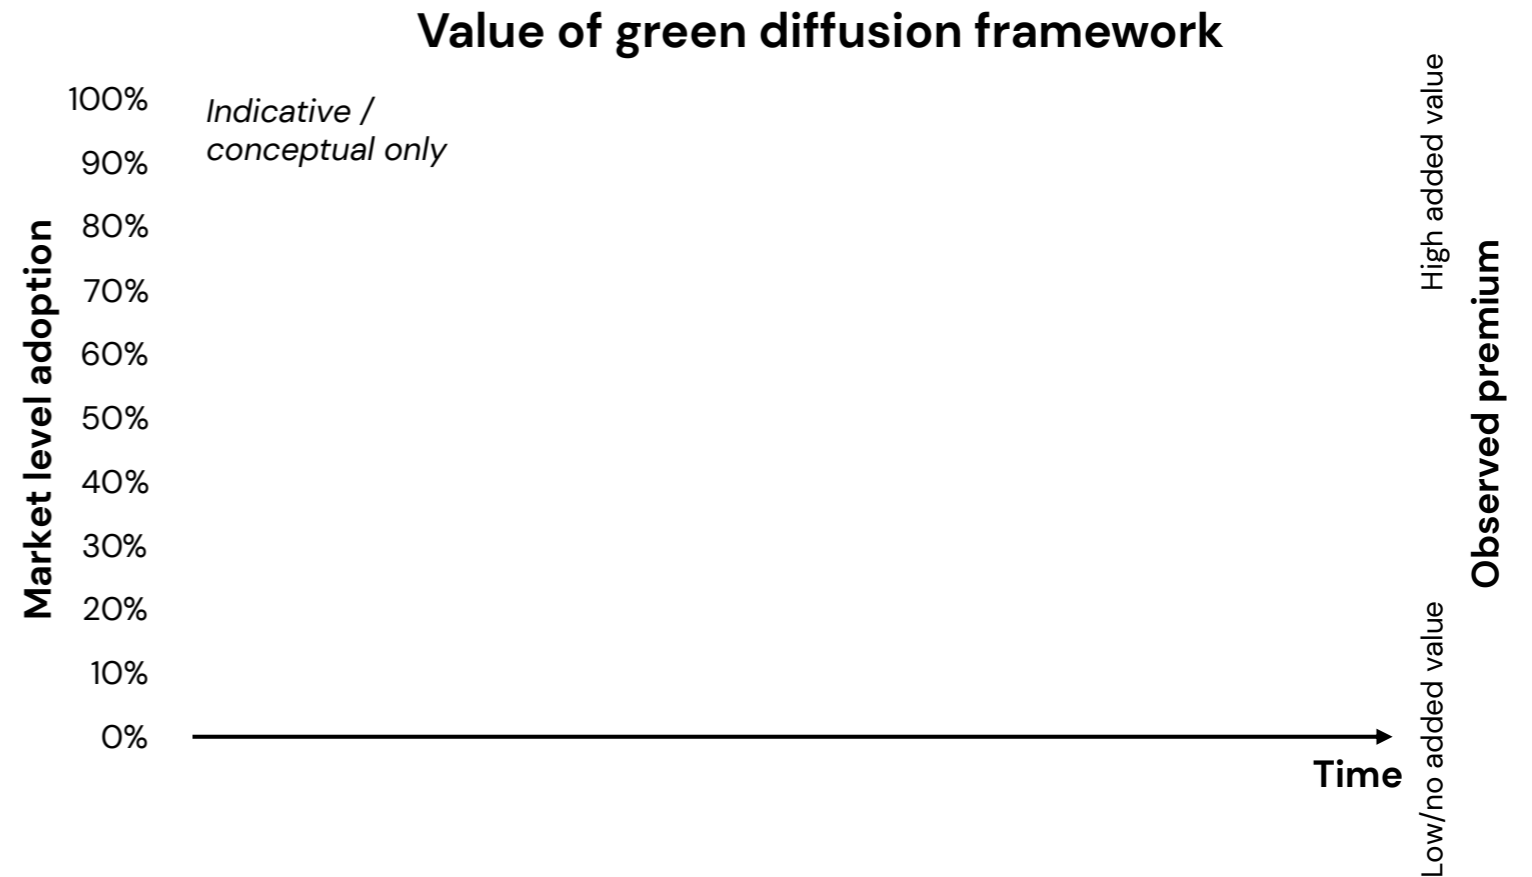 Value of green diffusion framework
Indicative /
conceptual only
Market level adoption
100%
90%
80%
70%
60%
50%
40%
30%
20%
10%
0%
Time
High added value
Low/no added value
Observed premium